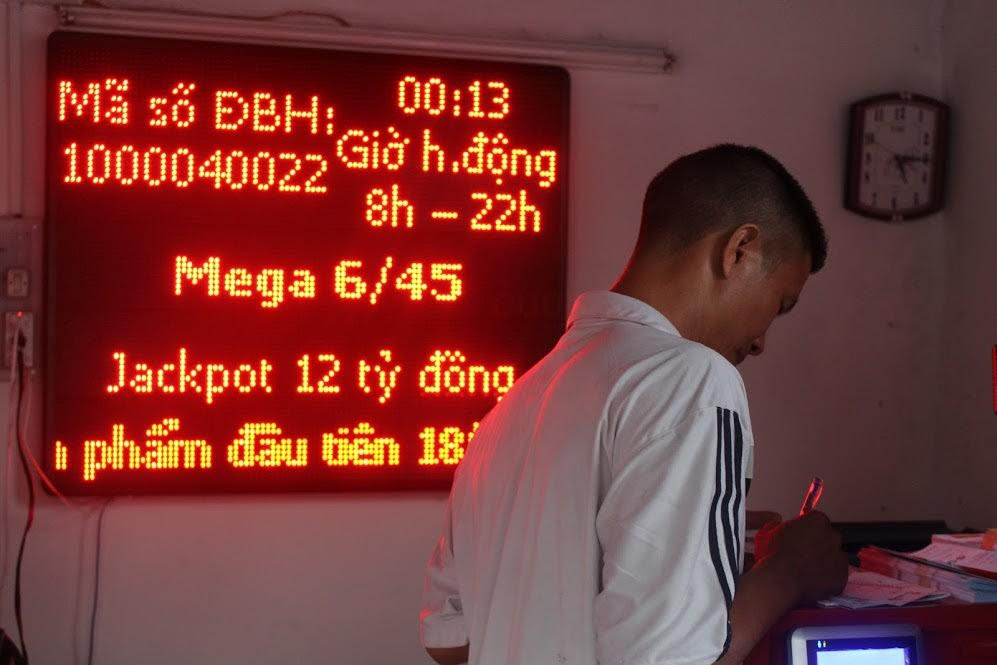 Mã số ĐBH:
1000040022
00:13
Giờ h.động
8h - 22h
Mega 6/45
Jackpot 12 tỷ đồng
phẩm đầu tiên 18